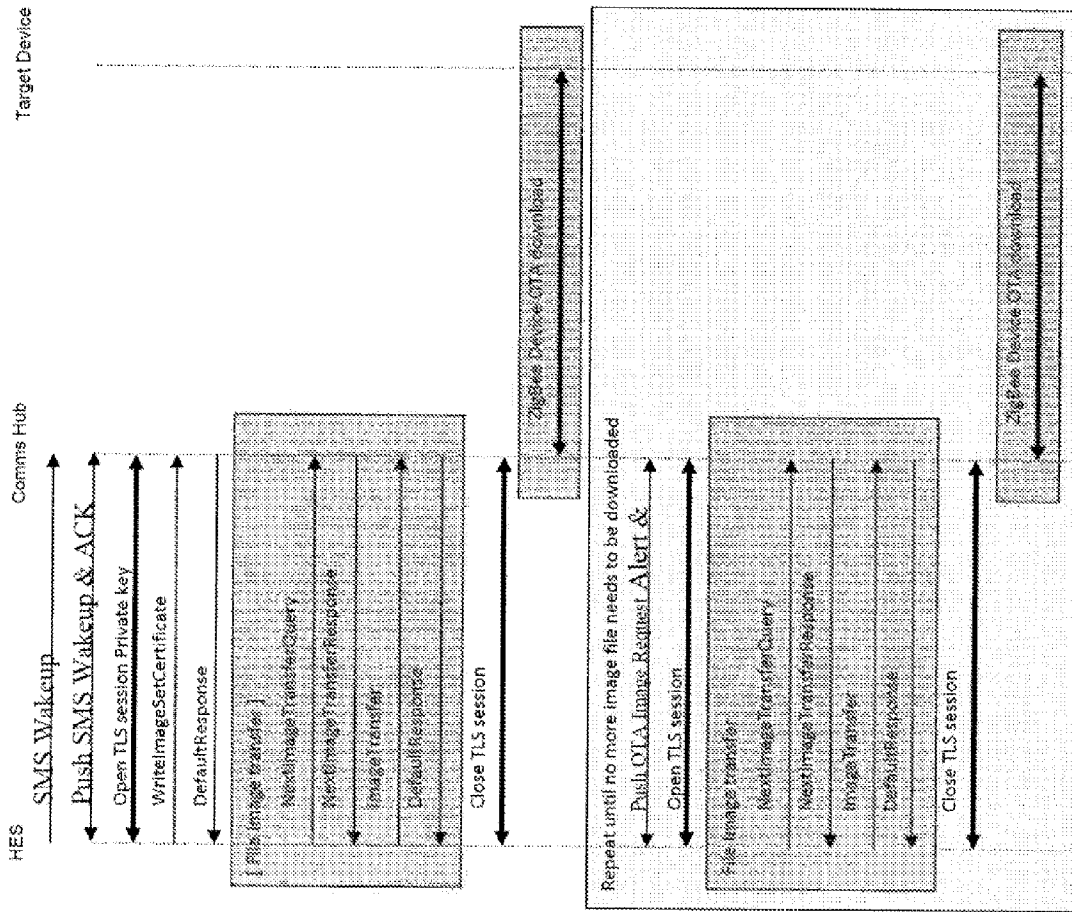 HES
Comms Hub
Target Device
SMS Wakeup
Push SMS Wakeup & ACK
Open TLS session Private key
WriteImageSetCertificate
DefaultResponse
[ File Image transfer ]
NextImageTransferQuery
NextImageTransferResponse
ImageTransfer
DefaultResponse
Close TLS session
ZigBee Device OTA download
Repeat until no more image file needs to be downloaded
Push OTA Image Request Alert &
Open TLS session
File Image transfer
NextImageTransferQuery
NextImageTransferResponse
ImageTransfer
DefaultResponse
Close TLS session
ZigBee Device OTA download